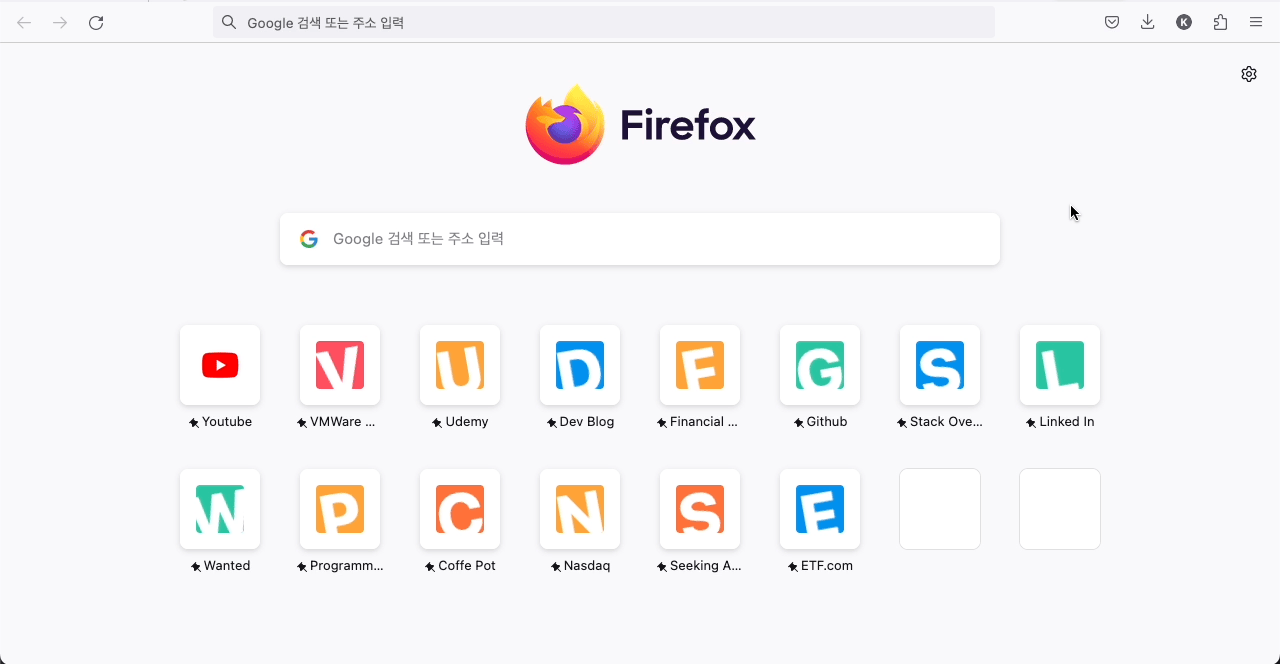 Google 검색 또는 주소 입력
K
Firefox
Google 검색 또는 주소 입력
V U D F G S L
Youtube VMWare ... Udemy Dev Blog Financial ... Github Stack Ove... Linked In
W P C N S E
Wanted Programm... Coffe Pot Nasdaq Seeking A... ETF.com